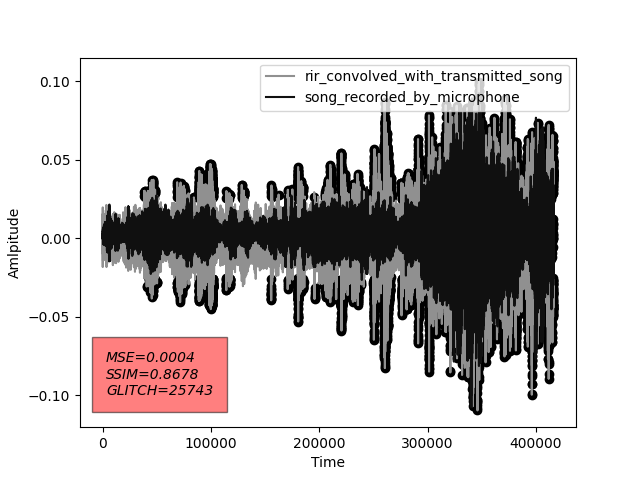 rir_convolved_with_transmitted_song
song_recorded_by_microphone
0.10
0.05
0.00
−0.05
−0.10
Amlpitude
MSE=0.0004
SSIM=0.8678
GLITCH=25743
0
100000
200000
300000
400000
Time